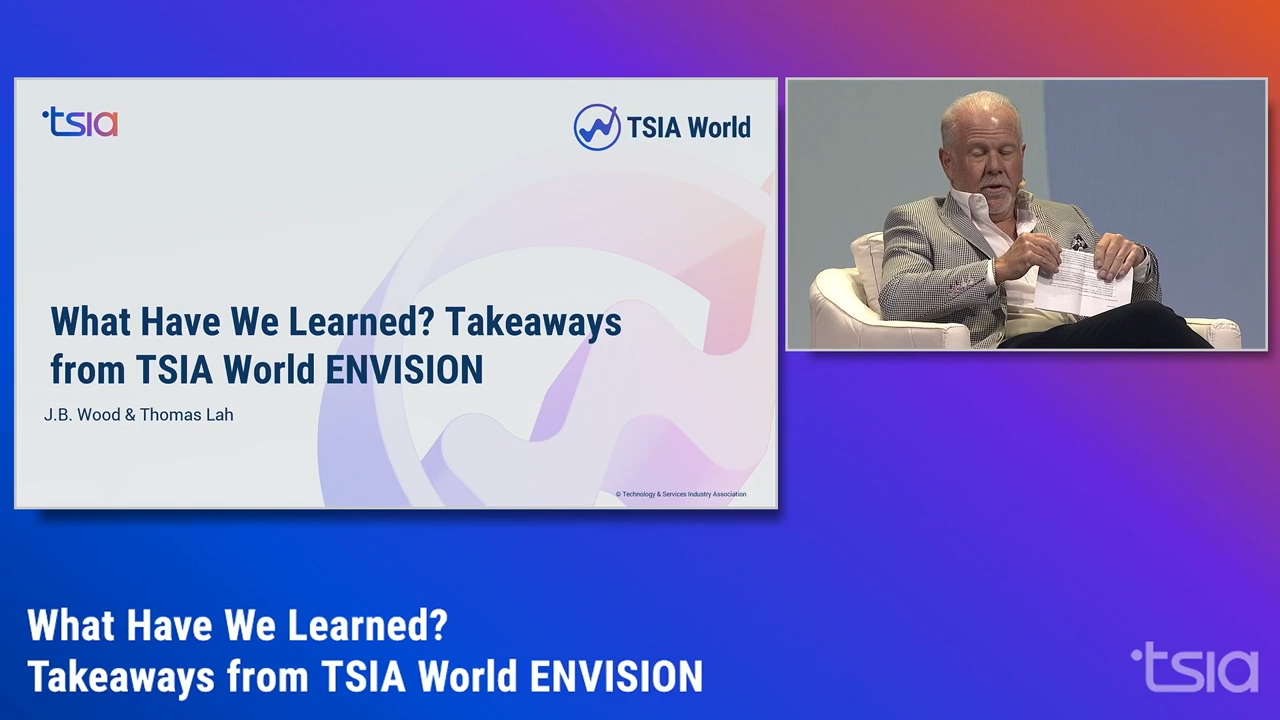 tsia
TSIA World
What Have We Learned? Takeaways
from TSIA World ENVISION
J.B. Wood & Thomas Lah
© Technology & Services Industry Association
What Have We Learned?
Takeaways from TSIA World ENVISION
tsia